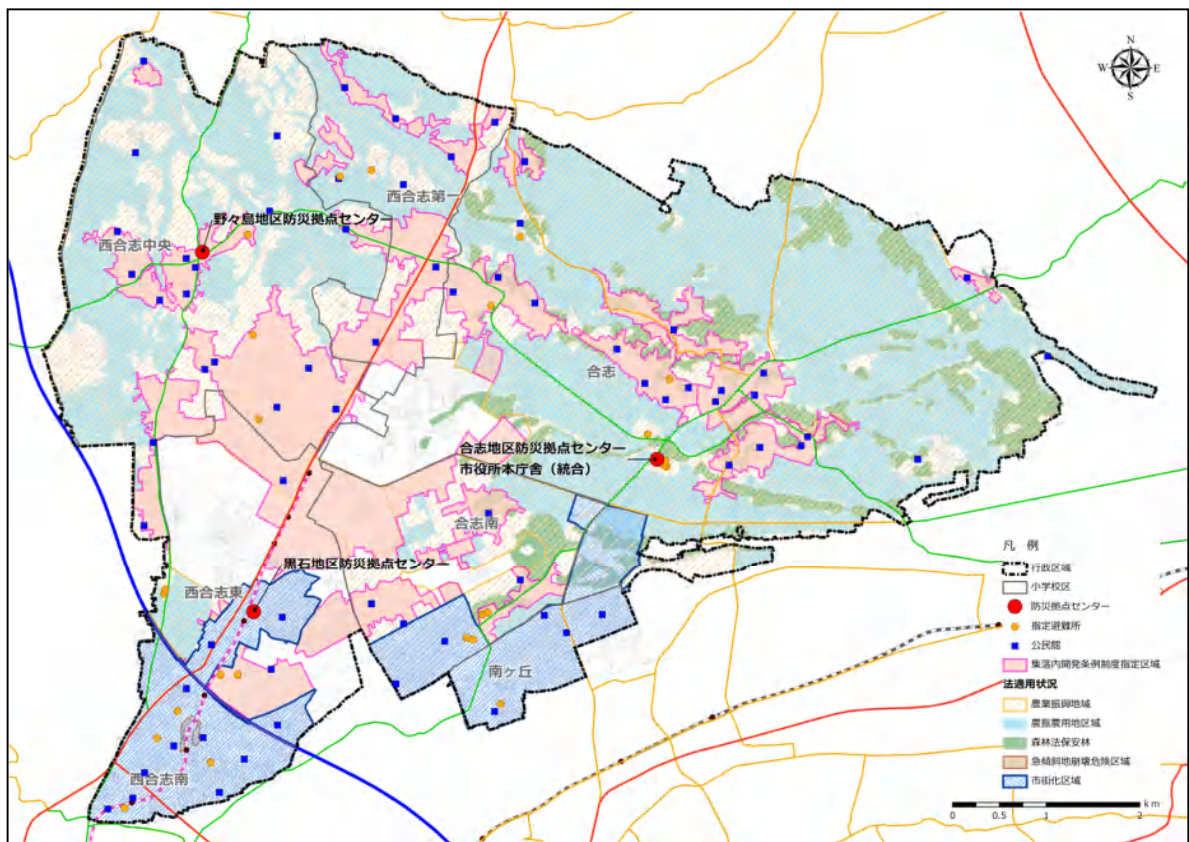 N
W
E
S
西合志第一
野々島地区防災拠点センター
西合志中央
合志
合志地区防災拠点センター
市役所本庁舎（統合）
合志南
黒石地区防災拠点センター
西合志東
南ヶ丘
西合志南
凡 例
行政区域
小学校区
防災拠点センター
指定避難所
公民館
集落内開発条例制度指定区域
法適用状況
農業振興地域
農振農用地区域
森林法保安林
急傾斜地崩壊危険区域
市街化区域
km
0 0.5 1 2